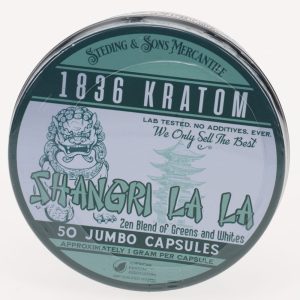 Steding & Son's Mercantile
1836 KRATOM
LAB TESTED. NO ADDITIVES. EVER.
We Only Sell The Best
SHANGRI LA LA
Zen Blend of Greens and Whites
50 JUMBO CAPSULES
APPROXIMATELY 1 GRAM PER CAPSULE